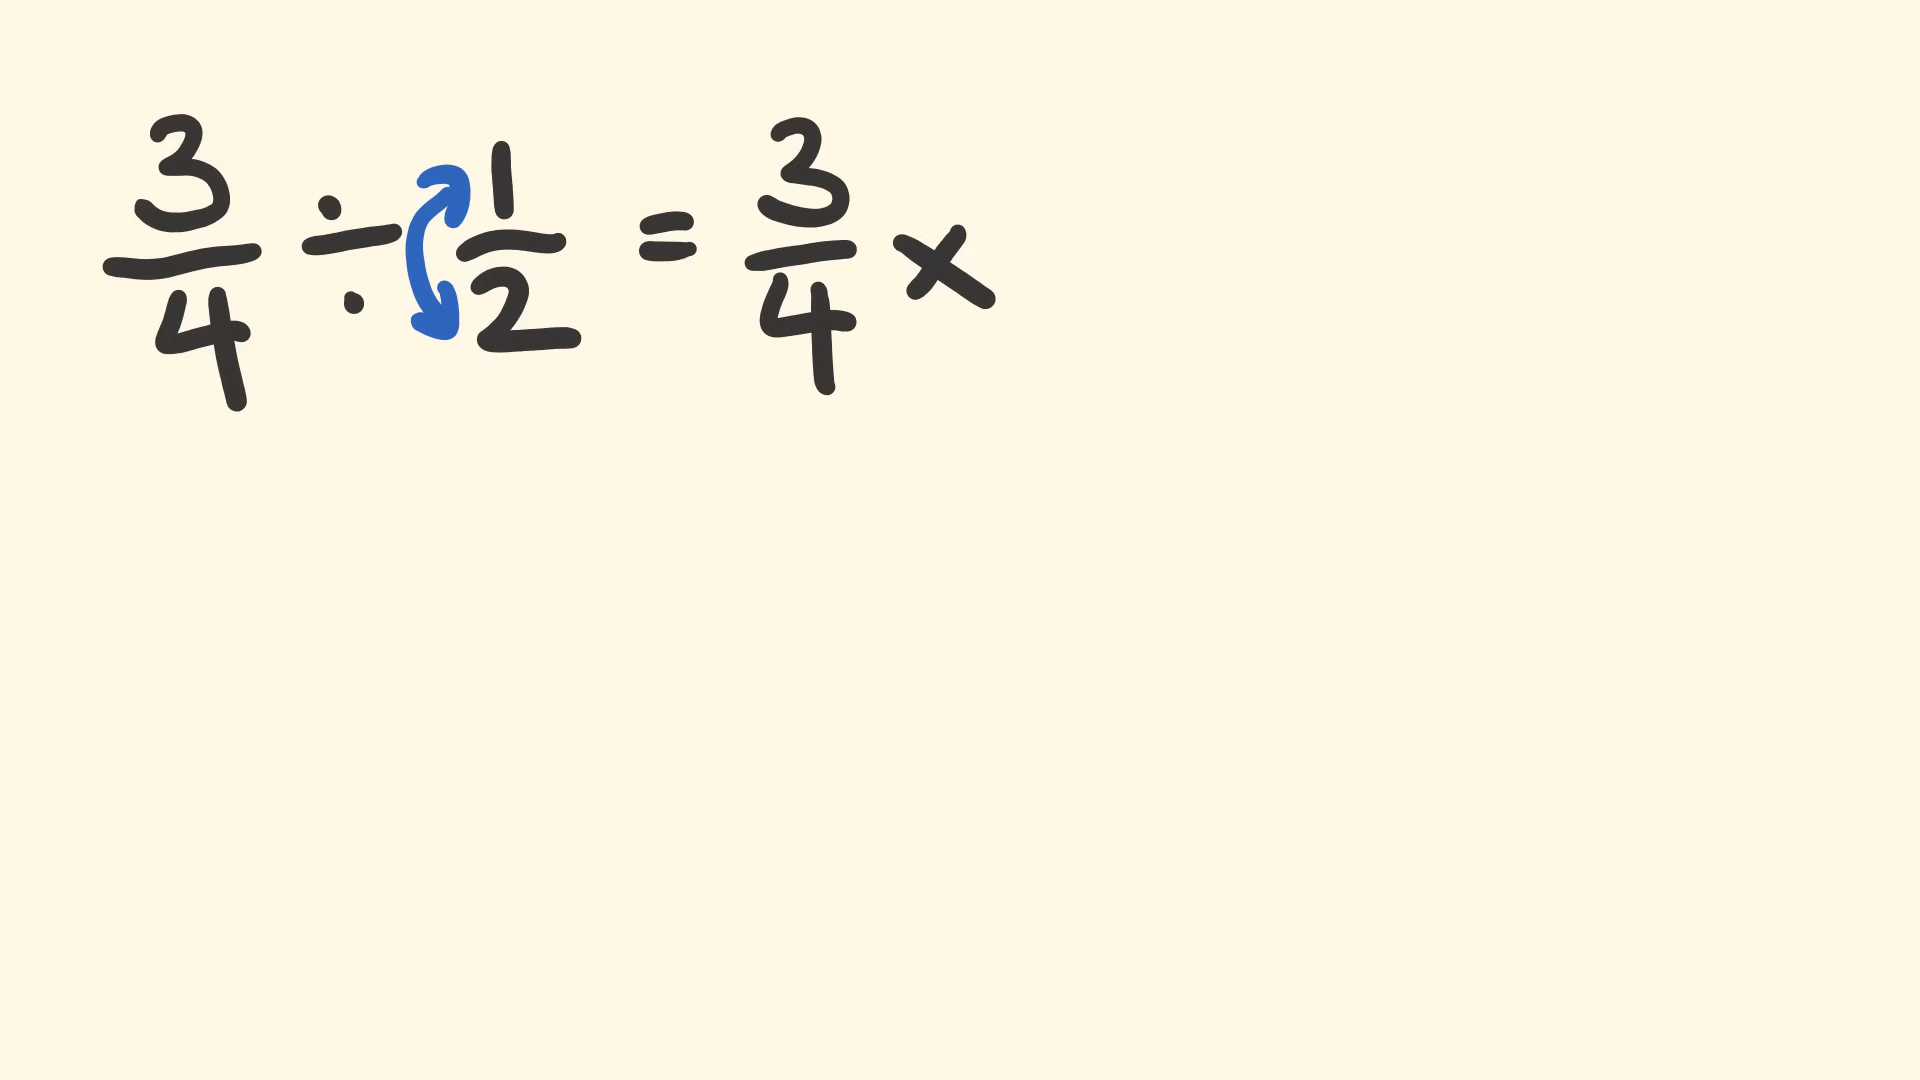 3/4 ÷ 1/2 = 3/4 ×